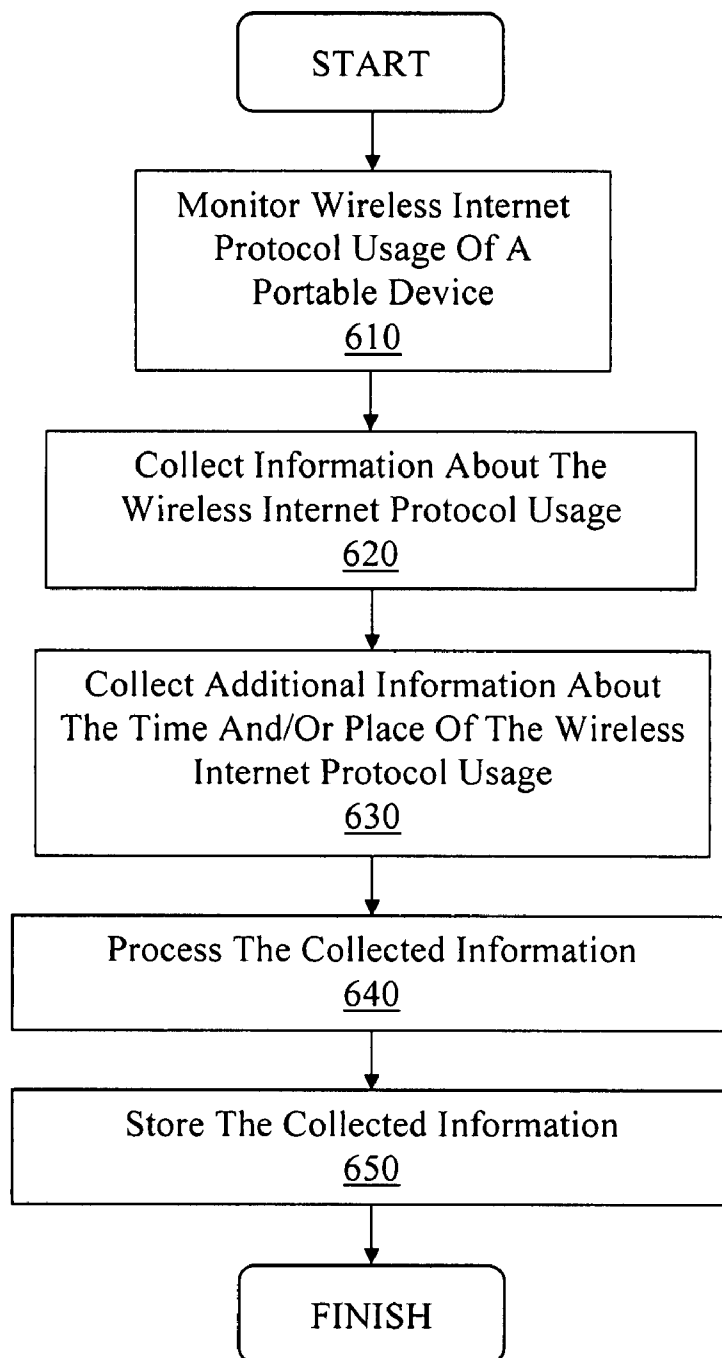 START
Monitor Wireless Internet
Protocol Usage Of A
Portable Device
610
Collect Information About The
Wireless Internet Protocol Usage
620
Collect Additional Information About
The Time And/Or Place Of The Wireless
Internet Protocol Usage
630
Process The Collected Information
640
Store The Collected Information
650
FINISH